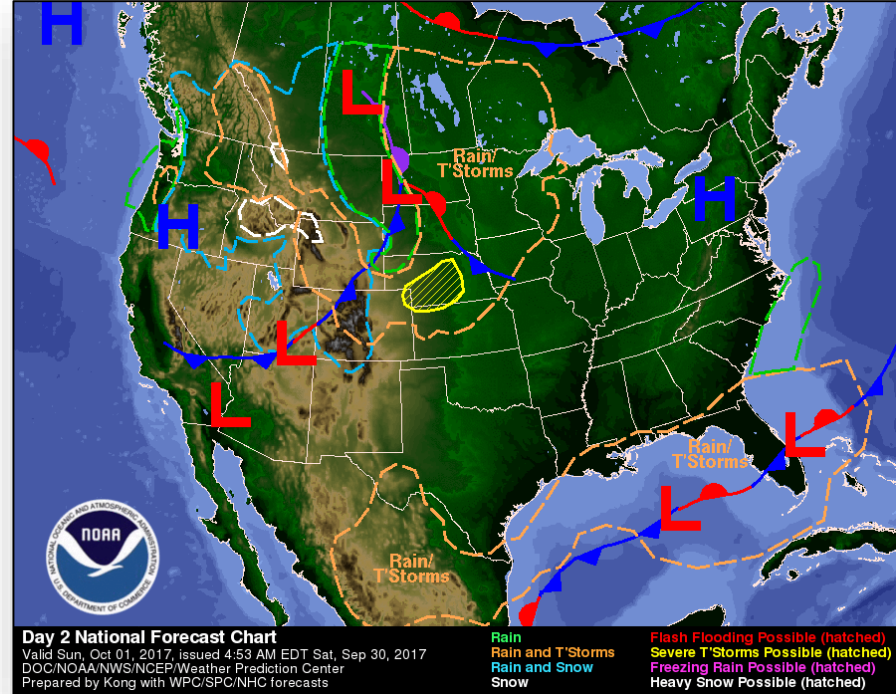 H
L
Rain/
T'Storms
L
H
H
L
L
L
Rain/
T'Storms
L
Rain/
T'Storms
NATIONAL OCEANIC AND ATMOSPHERIC ADMINISTRATION
NOAA
U.S. DEPARTMENT OF COMMERCE
Day 2 National Forecast Chart
Valid Sun, Oct 01, 2017, issued 4:53 AM EDT Sat, Sep 30, 2017
DOC/NOAA/NWS/NCEP/Weather Prediction Center
Prepared by Kong with WPC/SPC/NHC forecasts
Rain
Rain and T'Storms
Rain and Snow
Snow
Flash Flooding Possible (hatched)
Severe T'Storms Possible (hatched)
Freezing Rain Possible (hatched)
Heavy Snow Possible (hatched)